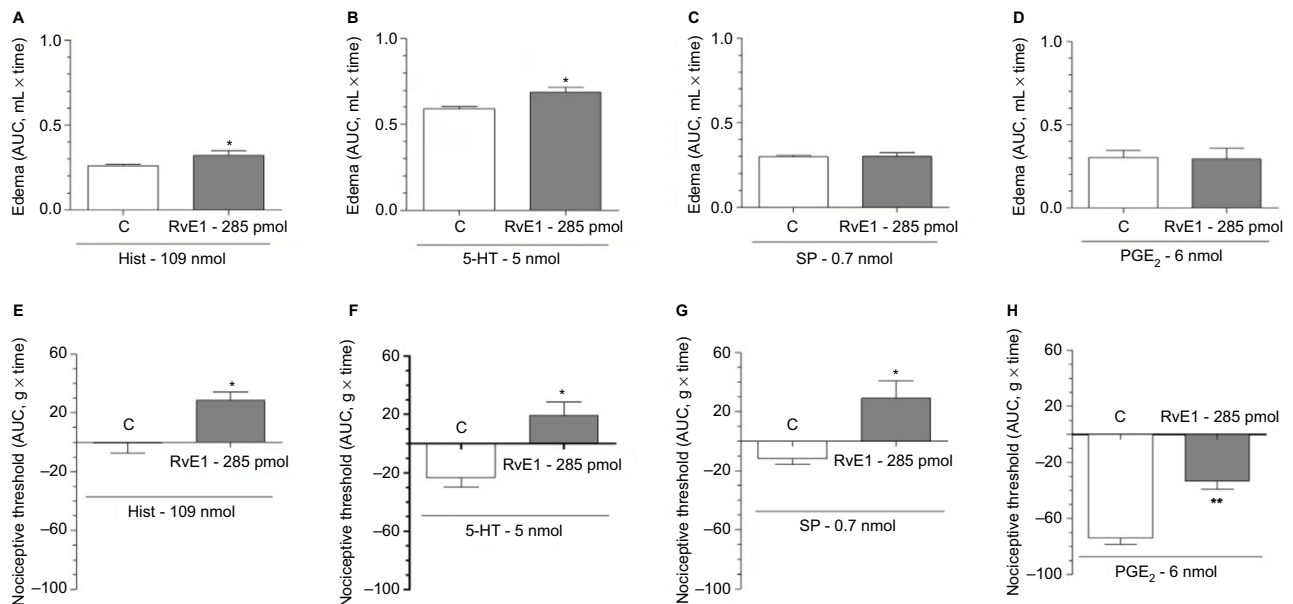 A
Edema (AUC, mL × time)
1.0
0.5
0.0
*
C
RvE1 - 285 pmol
Hist - 109 nmol
B
Edema (AUC, mL × time)
1.0
0.5
0.0
*
C
RvE1 - 285 pmol
5-HT - 5 nmol
C
Edema (AUC, mL × time)
1.0
0.5
0.0
C
RvE1 - 285 pmol
SP - 0.7 nmol
D
Edema (AUC, mL × time)
1.0
0.5
0.0
C
RvE1 - 285 pmol
PGE₂ - 6 nmol
E
Nociceptive threshold (AUC, g × time)
60
20
−20
−60
−100
C
*
RvE1 - 285 pmol
Hist - 109 nmol
F
Nociceptive threshold (AUC, g × time)
60
20
−20
−60
−100
C
*
RvE1 - 285 pmol
5-HT - 5 nmol
G
Nociceptive threshold (AUC, g × time)
60
20
−20
−60
−100
C
*
RvE1 - 285 pmol
SP - 0.7 nmol
H
Nociceptive threshold (AUC, g × time)
60
20
−20
−60
−100
C
RvE1 - 285 pmol
**
PGE₂ - 6 nmol